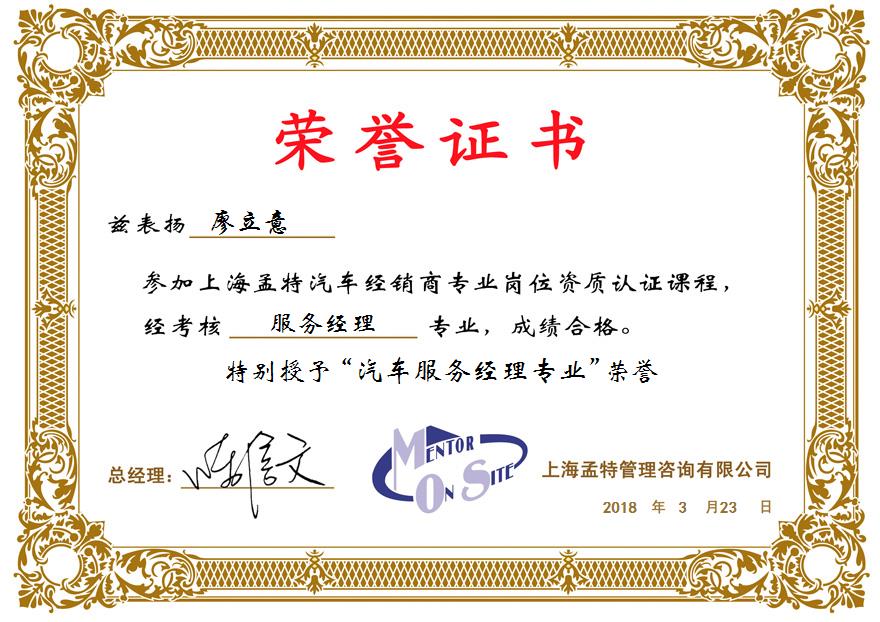 荣誉证书
兹表扬 廖立意
参加上海孟特汽车经销商专业岗位资质认证课程，
经考核 服务经理 专业，成绩合格。
特别授予“汽车服务经理专业”荣誉
总经理：
MENTOR
ON SITE
上海孟特管理咨询有限公司
2018 年 3 月23 日